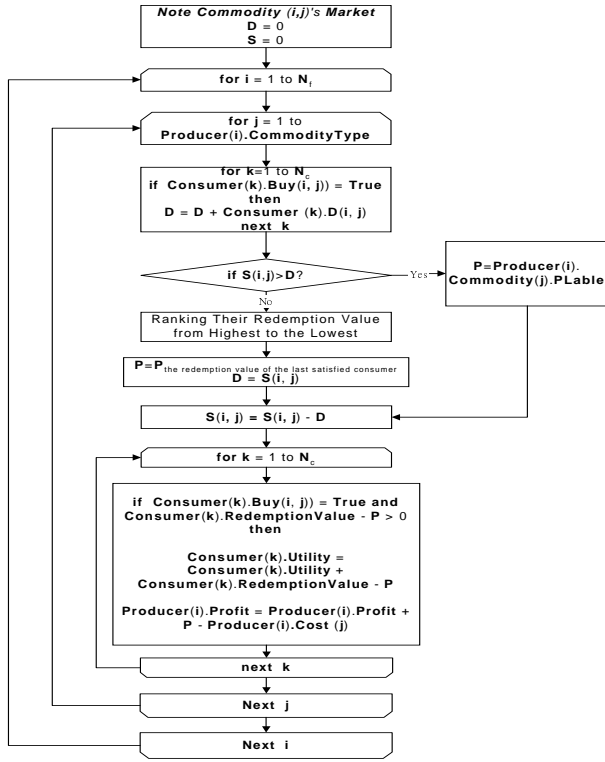 Note Commodity (i,j)'s Market
D = 0
S = 0
for i = 1 to Nf
for j = 1 to
Producer(i).CommodityType
for k=1 to Nc
if Consumer(k).Buy(i, j)) = True
then
D = D + Consumer (k).D(i, j)
next k
if S(i,j)>D?
Yes
P=Producer(i).
Commodity(j).PLable
No
Ranking Their Redemption Value
from Highest to the Lowest
P=P the redemption value of the last satisfied consumer
D = S(i, j)
S(i, j) = S(i, j) - D
for k = 1 to Nc
if Consumer(k).Buy(i, j)) = True and
Consumer(k).RedemptionValue - P > 0
then
Consumer(k).Utility =
Consumer(k).Utility +
Consumer(k).RedemptionValue - P
Producer(i).Profit = Producer(i).Profit +
P - Producer(i).Cost (j)
next k
Next j
Next i